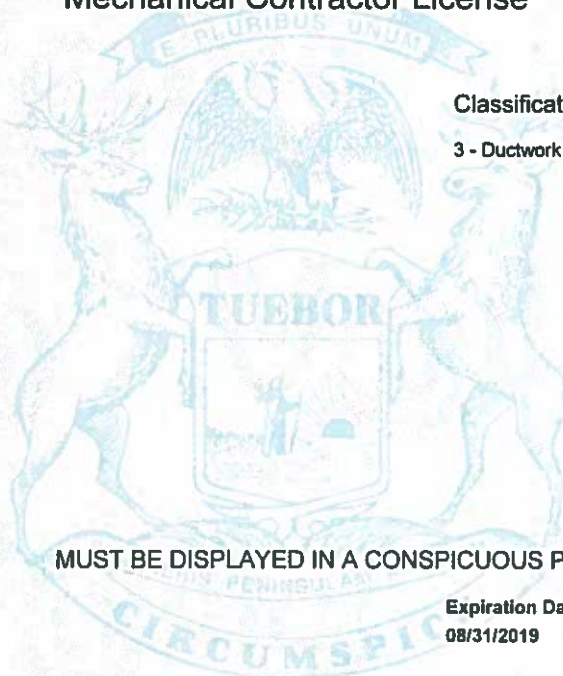 Mechanical Contractor License
E PLURIBUS UNUM
Classificat
3 - Ductwork
TUEBOR
MUST BE DISPLAYED IN A CONSPICUOUS P
PENINSULAM
Expiration Da
08/31/2019
CIRCUMSPIC